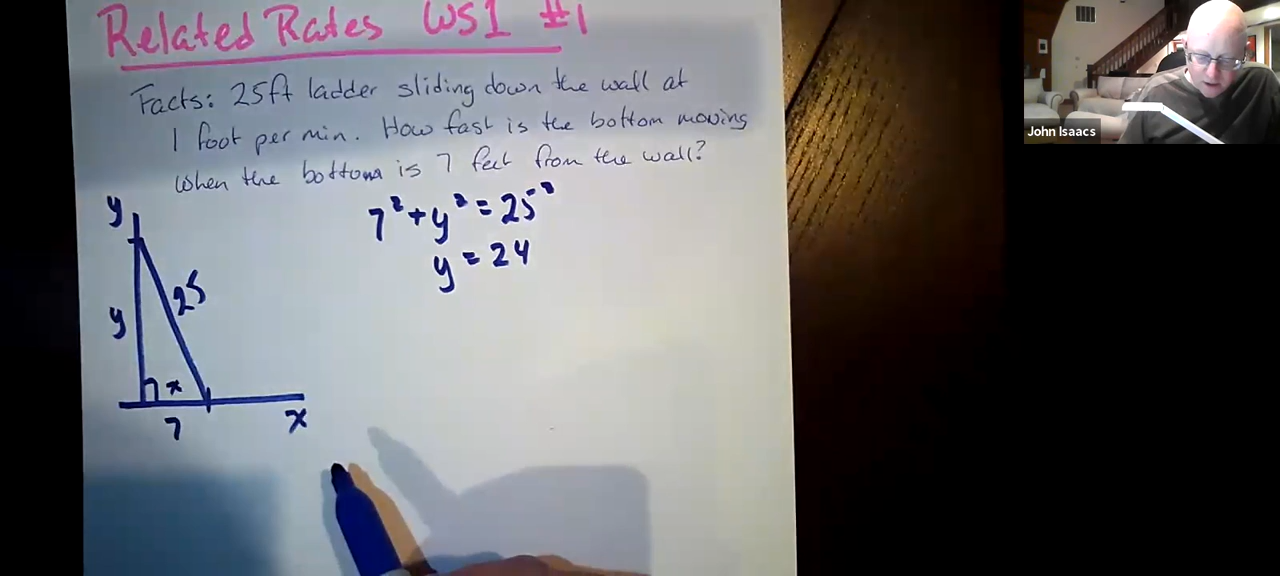 Related Rates WS1 #1
Facts: 25ft ladder sliding down the wall at
1 foot per min. How fast is the bottom moving
when the bottom is 7 feet from the wall?
7² + y² = 25²
y = 24
y
25
y
x
7
x
John Isaacs